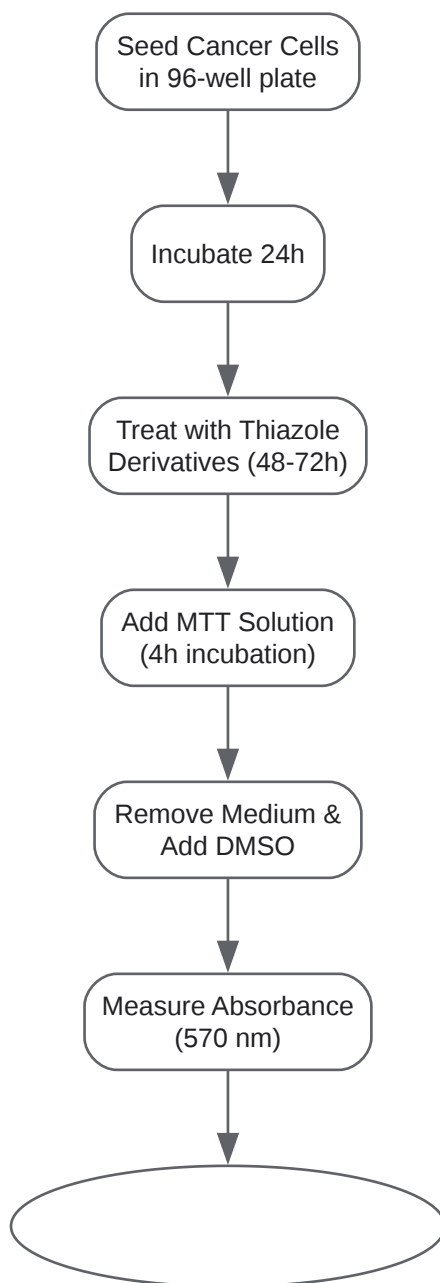 Seed Cancer Cells
in 96-well plate
Incubate 24h
Treat with Thiazole
Derivatives (48-72h)
Add MTT Solution
(4h incubation)
Remove Medium &
Add DMSO
Measure Absorbance
(570 nm)